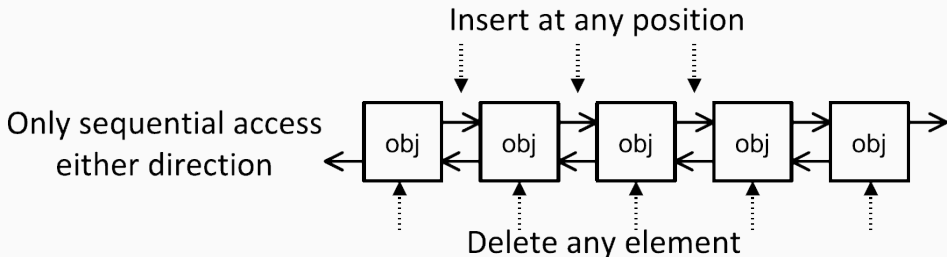 Insert at any position
Only sequential access
either direction
obj obj obj obj obj
Delete any element